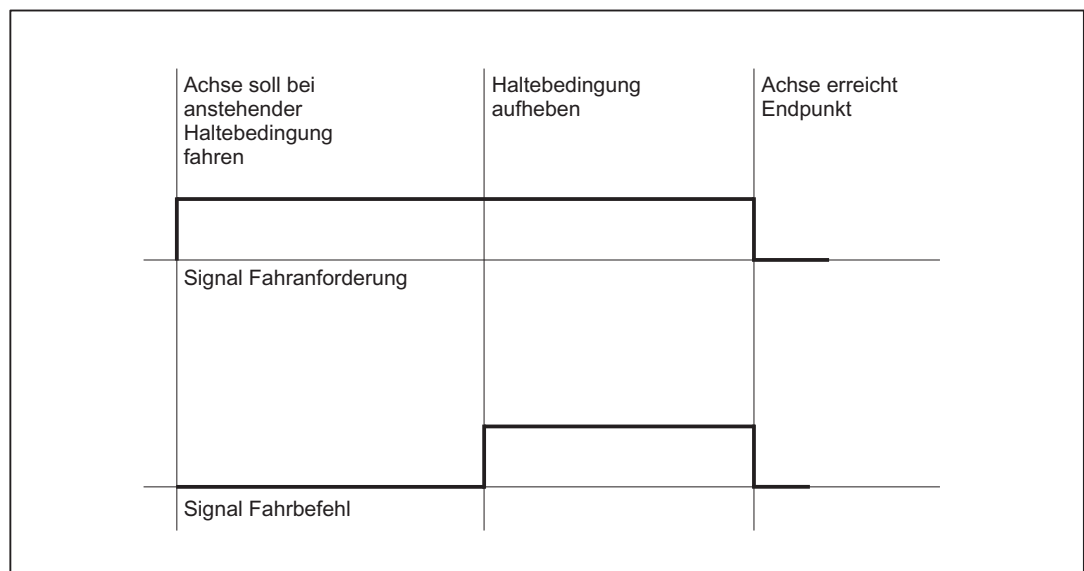 Achse soll bei
anstehender
Haltebedingung
fahren
Haltebedingung
aufheben
Achse erreicht
Endpunkt
Signal Fahranforderung
Signal Fahrbefehl